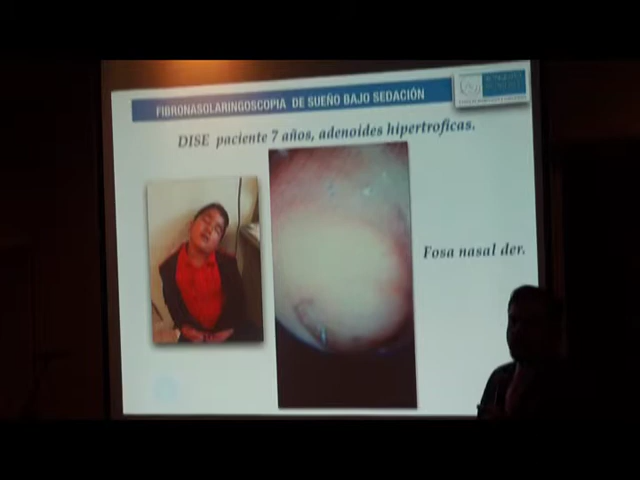 FIBRONASOLARINGOSCOPIA DE SUEÑO BAJO SEDACIÓN
DISE paciente 7 años, adenoides hipertroficas.
Fosa nasal der.